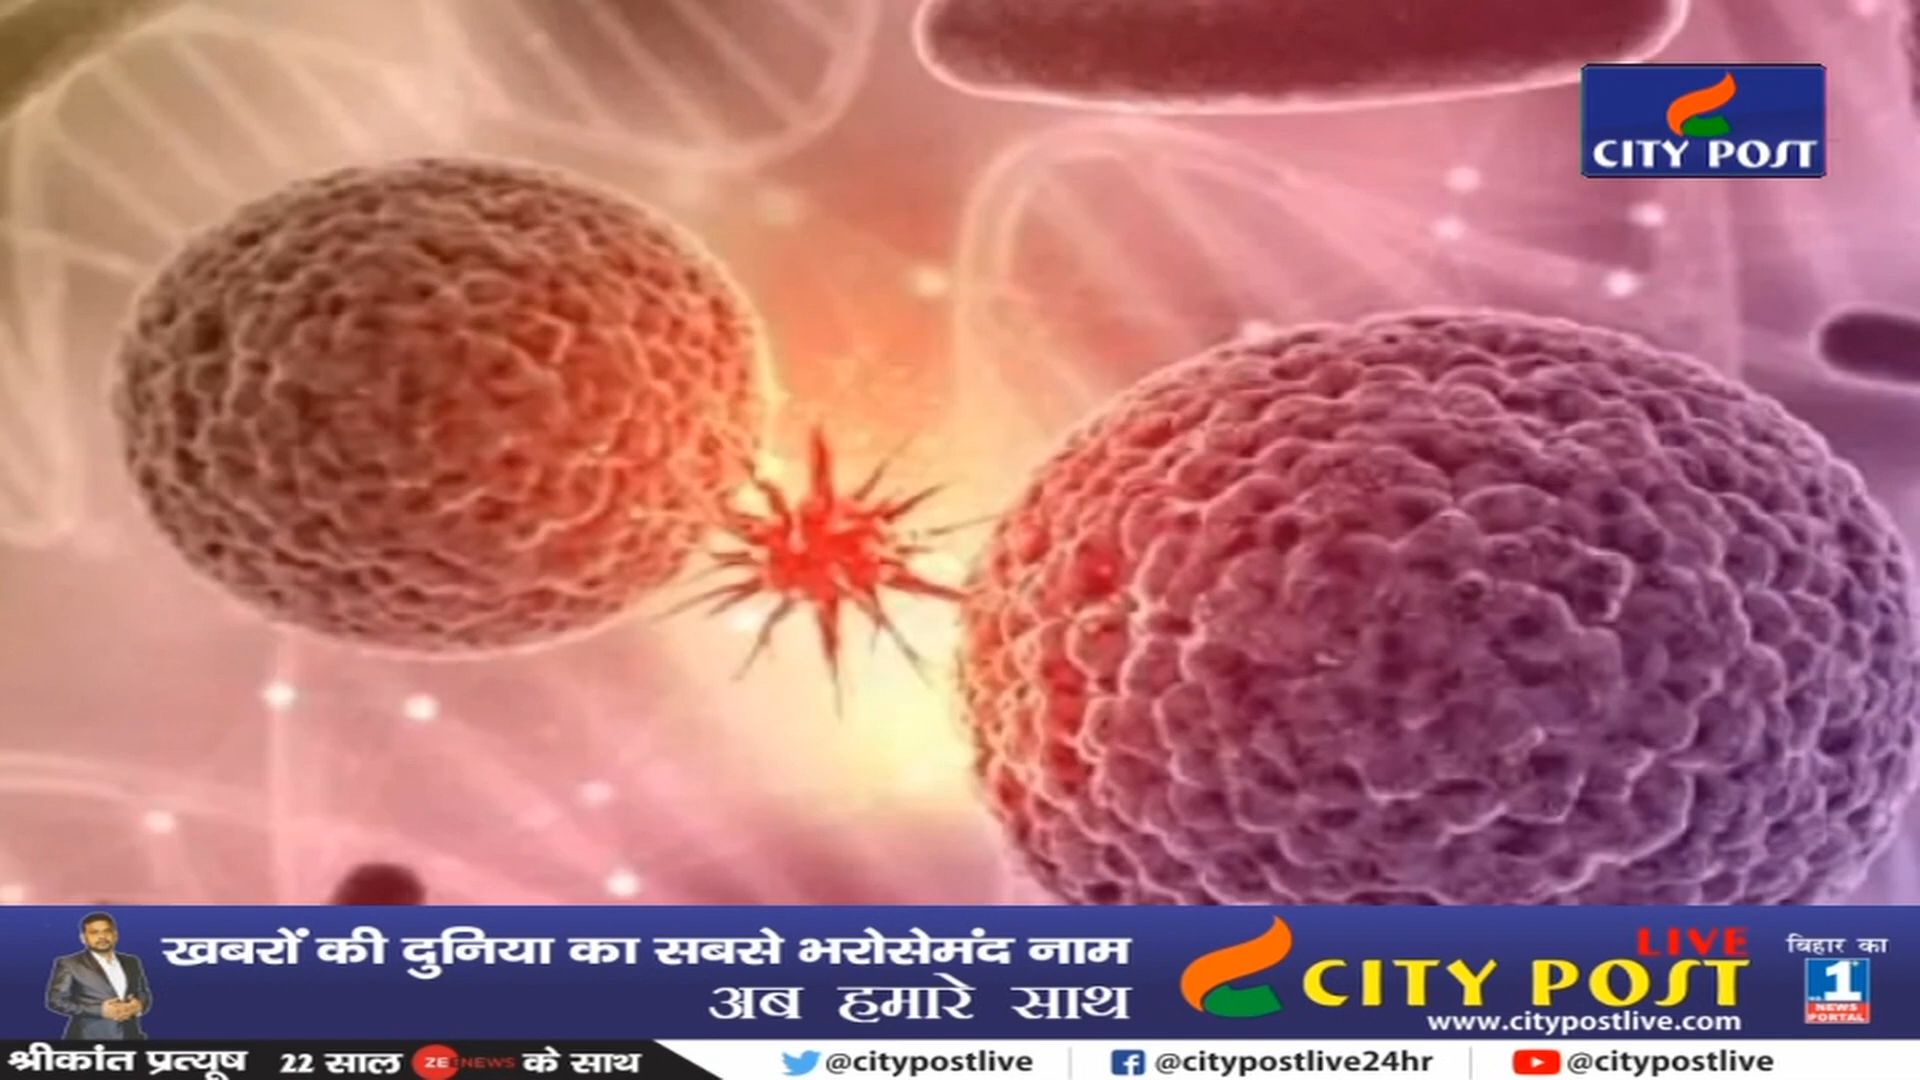 CITY POST
खबरों की दुनिया का सबसे भरोसेमंद नाम
अब हमारे साथ
LIVE
CITY POST
www.citypostlive.com
बिहार का
NO. 1
NEWS
PORTAL
श्रीकांत प्रत्यूष 22 साल ZEE NEWS के साथ
@citypostlive
@citypostlive24hr
@citypostlive